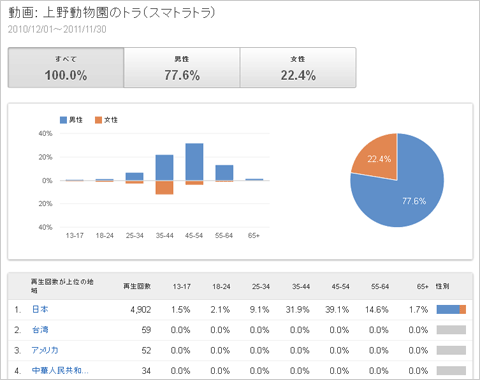 動画: 上野動物園のトラ(スマトラトラ)
2010/12/01～2011/11/30
すべて 男性 女性
100.0% 77.6% 22.4%
男性 女性
40%
20%
0%
20%
40%
13-17 18-24 25-34 35-44 45-54 55-64 65+
22.4%
77.6%
再生回数が上位の地域 再生回数 13-17 18-24 25-34 35-44 45-54 55-64 65+ 性別
1. 日本 4,902 1.5% 2.1% 9.1% 31.9% 39.1% 14.6% 1.7%
2. 台湾 59 0.0% 0.0% 0.0% 0.0% 0.0% 0.0% 0.0%
3. アメリカ 52 0.0% 0.0% 0.0% 0.0% 0.0% 0.0% 0.0%
4. 中華人民共和... 34 0.0% 0.0% 0.0% 0.0% 0.0% 0.0% 0.0%